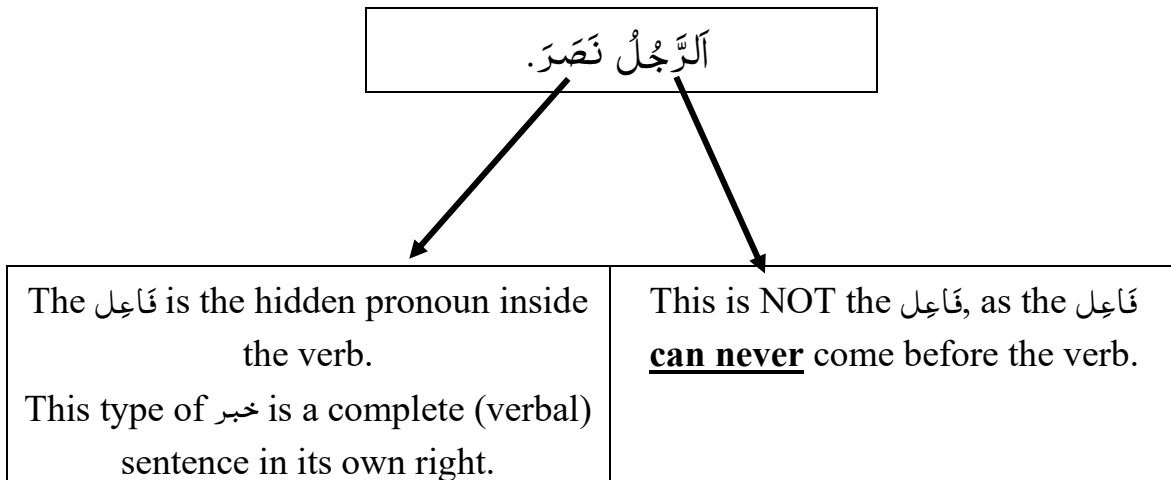 اَلرَّجُلُ نَصَرَ.
The فَاعِل is the hidden pronoun inside
the verb.
This type of خبر is a complete (verbal)
sentence in its own right.
This is NOT the فَاعِل, as the فَاعِل
can never come before the verb.